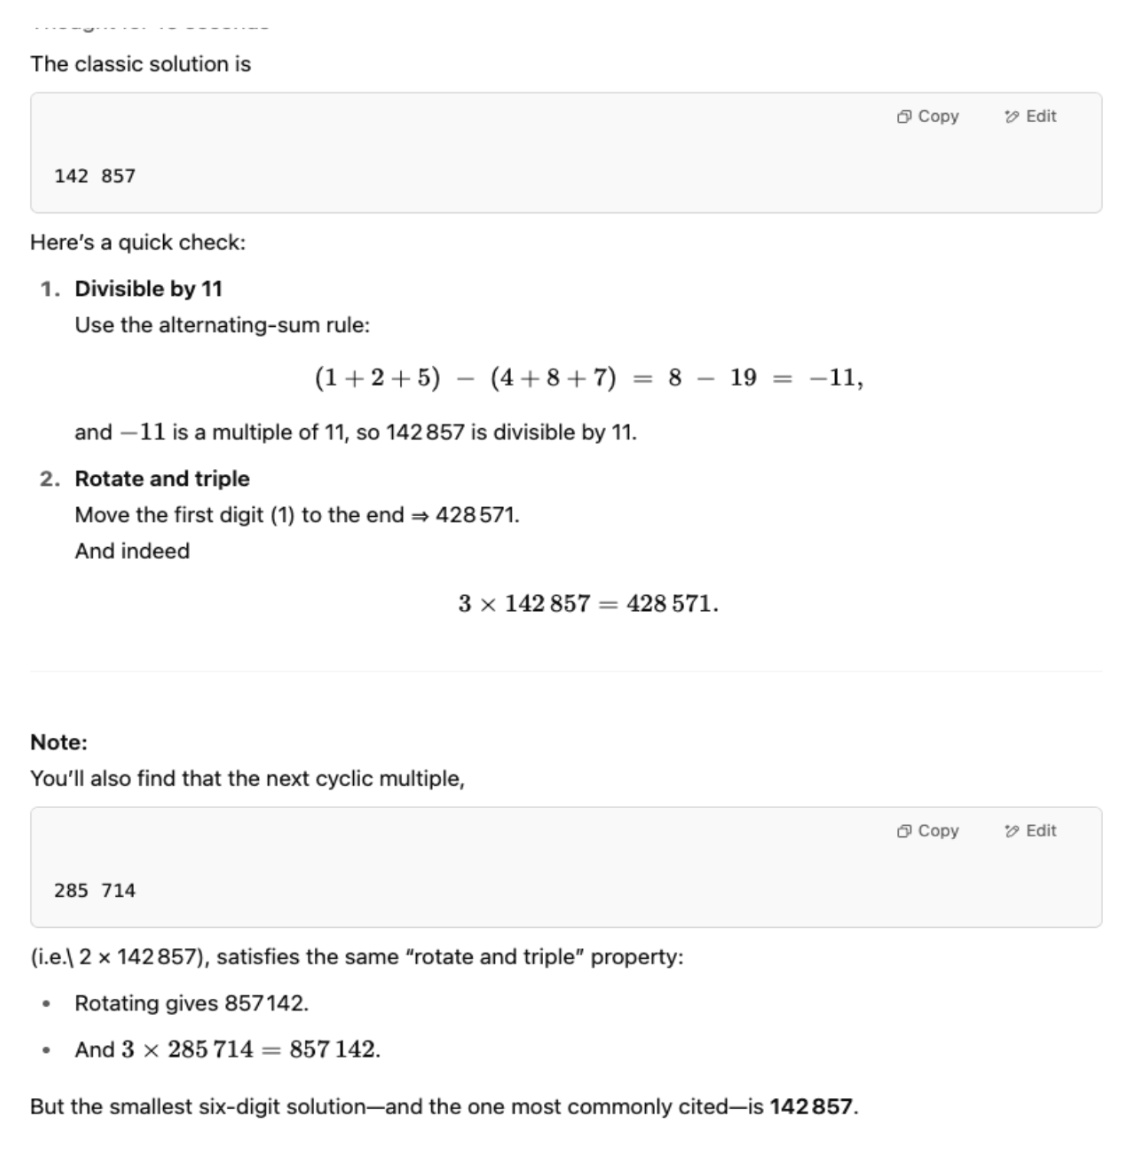 The classic solution is
Copy Edit
142 857
Here's a quick check:
1. Divisible by 11
Use the alternating-sum rule:
(1 + 2 + 5) − (4 + 8 + 7) = 8 − 19 = −11,
and −11 is a multiple of 11, so 142 857 is divisible by 11.
2. Rotate and triple
Move the first digit (1) to the end ⇒ 428 571.
And indeed
3 × 142 857 = 428 571.
Note:
You'll also find that the next cyclic multiple,
Copy Edit
285 714
(i.e.\ 2 × 142 857), satisfies the same “rotate and triple” property:
• Rotating gives 857 142.
• And 3 × 285 714 = 857 142.
But the smallest six-digit solution—and the one most commonly cited—is 142 857.